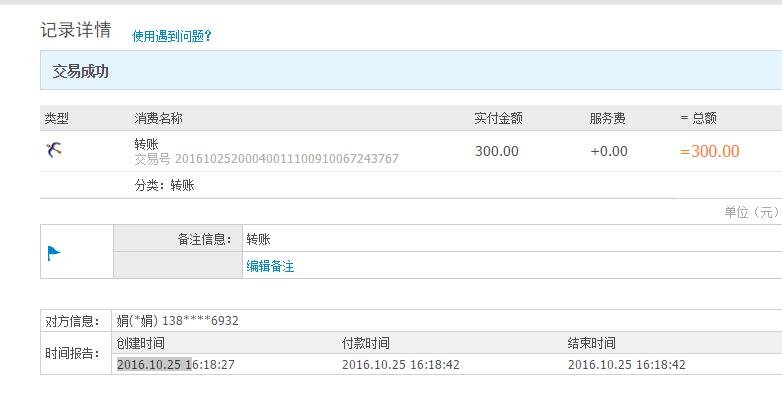 记录详情 使用遇到问题?
交易成功
类型 消费名称 实付金额 服务费 = 总额
转账
交易号 20161025200040011100910067243767
300.00 +0.00 =300.00
分类：转账
单位（元）
备注信息： 转账
编辑备注
对方信息： 娟(*娟) 138****6932
时间报告： 创建时间 付款时间 结束时间
2016.10.25 16:18:27 2016.10.25 16:18:42 2016.10.25 16:18:42